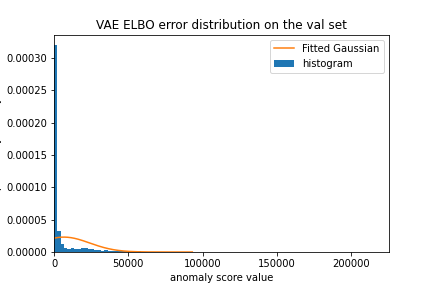 VAE ELBO error distribution on the val set
Fitted Gaussian
histogram
0.00030
0.00025
0.00020
0.00015
0.00010
0.00005
0.00000
0 50000 100000 150000 200000
anomaly score value